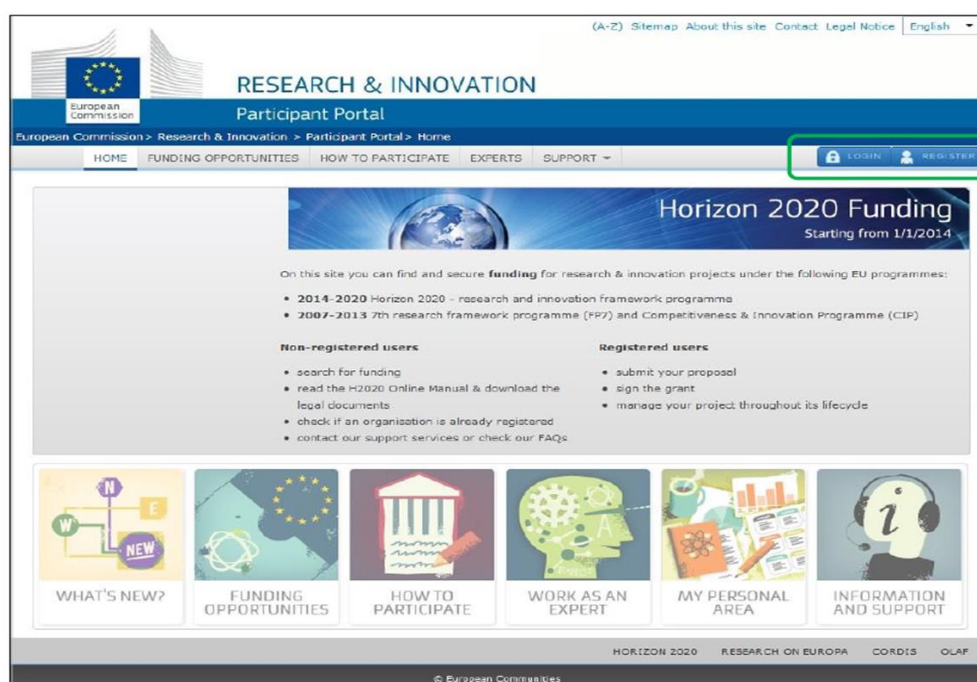 (A-Z) Sitemap About this site Contact Legal Notice English
European
Commission
RESEARCH & INNOVATION
Participant Portal
European Commission > Research & Innovation > Participant Portal > Home
HOME FUNDING OPPORTUNITIES HOW TO PARTICIPATE EXPERTS SUPPORT LOGIN REGISTER
Horizon 2020 Funding
Starting from 1/1/2014
On this site you can find and secure funding for research & innovation projects under the following EU programmes:
• 2014-2020 Horizon 2020 - research and innovation framework programme
• 2007-2013 7th research framework programme (FP7) and Competitiveness & Innovation Programme (CIP)
Non-registered users
• search for funding
• read the H2020 Online Manual & download the
legal documents
• check if an organisation is already registered
• contact our support services or check our FAQs
Registered users
• submit your proposal
• sign the grant
• manage your project throughout its lifecycle
N
E
W
NEW
A
i
WHAT'S NEW?
FUNDING
OPPORTUNITIES
HOW TO
PARTICIPATE
WORK AS AN
EXPERT
MY PERSONAL
AREA
INFORMATION
AND SUPPORT
HORIZON 2020 RESEARCH ON EUROPA CORDIS OLAF
© European Communities